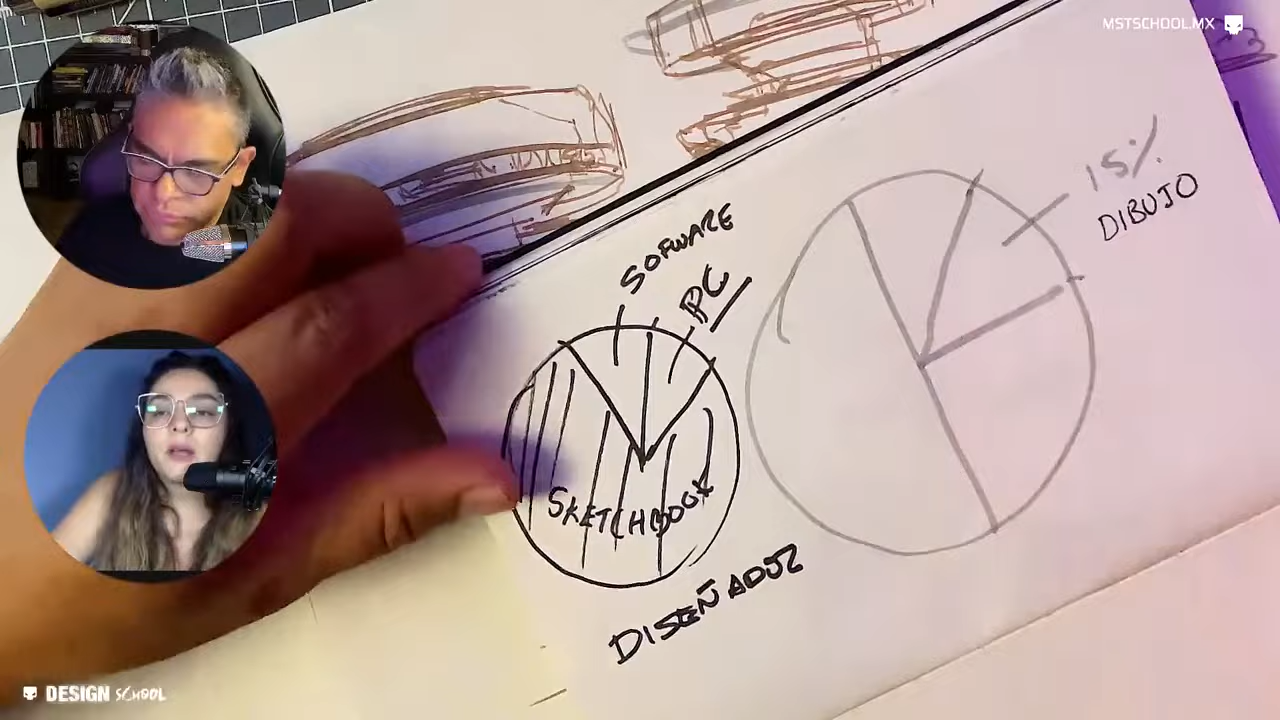 MSTSCHOOL.MX
15%
DIBUJO
SOFWARE
PC
SKETCHBOOK
DISEÑADOR
DESIGN SCHOOL